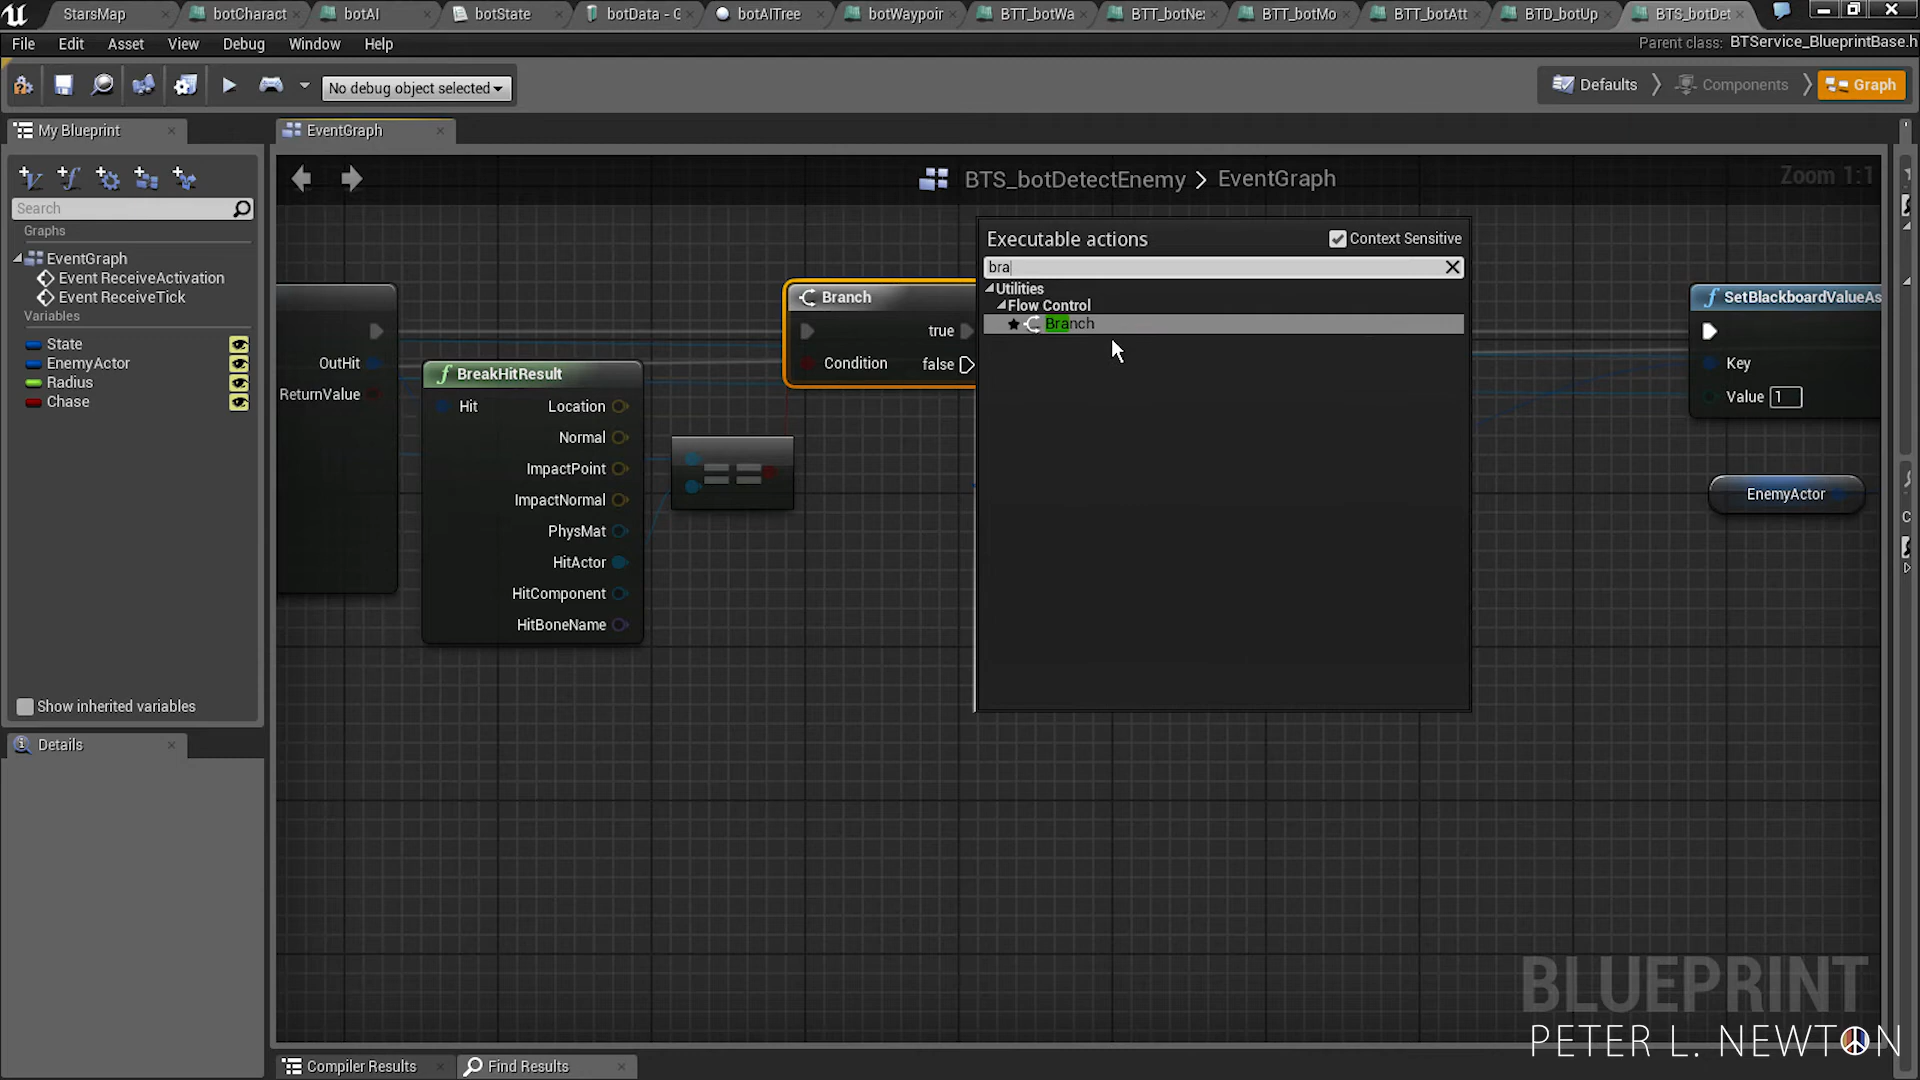 StarsMap
botCharact
botAI
botState
botData - C
botAITree
botWaypoir
BTT_botWa
BTT_botNe
BTT_botMo
BTT_botAtt
BTD_botUp
BTS_botDet
File
Edit
Asset
View
Debug
Window
Help
Parent class: BTService_BlueprintBase.h
No debug object selected
Defaults
Components
Graph
My Blueprint
EventGraph
Search
Graphs
EventGraph
Event ReceiveActivation
Event ReceiveTick
Variables
State
EnemyActor
Radius
Chase
Show inherited variables
Details
BTS_botDetectEnemy > EventGraph
Zoom 1:1
OutHit
ReturnValue
BreakHitResult
Hit
Location
Normal
ImpactPoint
ImpactNormal
PhysMat
HitActor
HitComponent
HitBoneName
Branch
true
Condition
false
Executable actions
Context Sensitive
bra
Utilities
Flow Control
Branch
SetBlackboardValueAs
Key
Value 1
EnemyActor
BLUEPRINT
PETER L. NEWTON
Compiler Results
Find Results